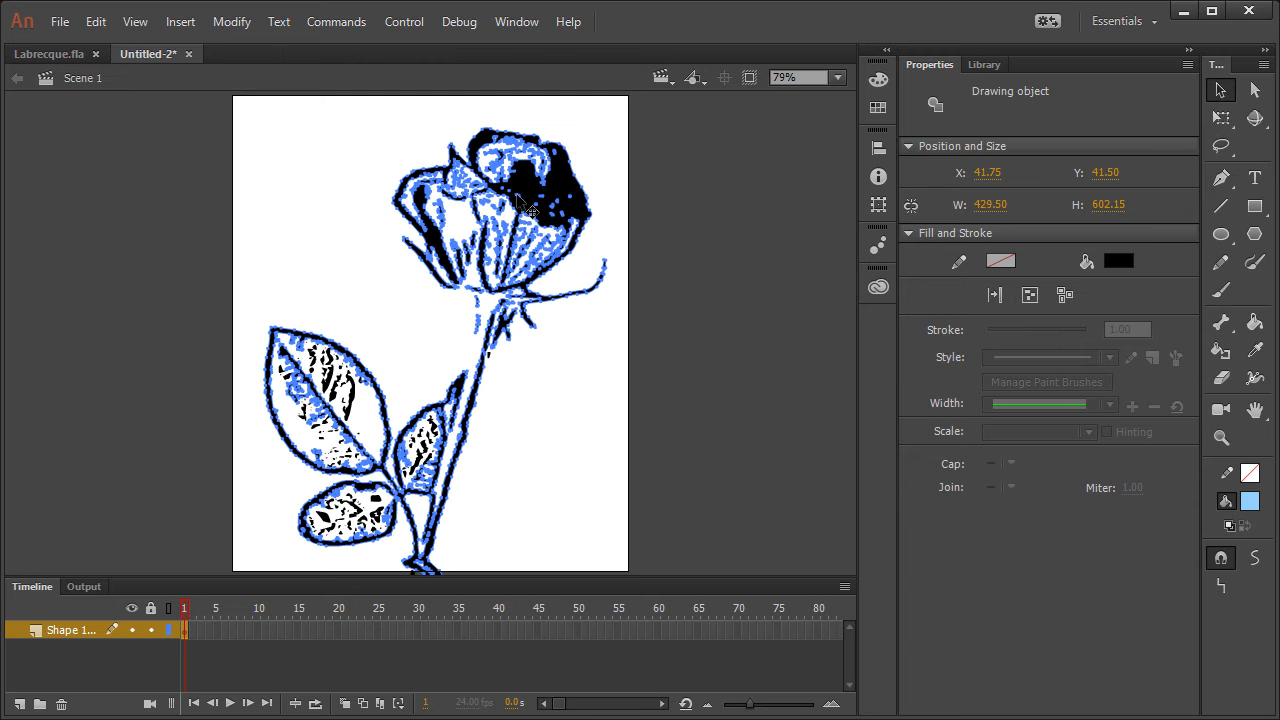 An File Edit View Insert Modify Text Commands Control Debug Window Help Essentials
Labrecque.fla Untitled-2*
Scene 1 79%
Properties Library T...
Drawing object
Position and Size
X: 41.75 Y: 41.50
W: 429.50 H: 602.15
Fill and Stroke
Stroke: 1.00
Style:
Manage Paint Brushes
Width:
Scale: Hinting
Cap:
Join: Miter: 1.00
Timeline Output
1 5 10 15 20 25 30 35 40 45 50 55 60 65 70 75 80
Shape 1...
1 24.00 fps 0.0 s